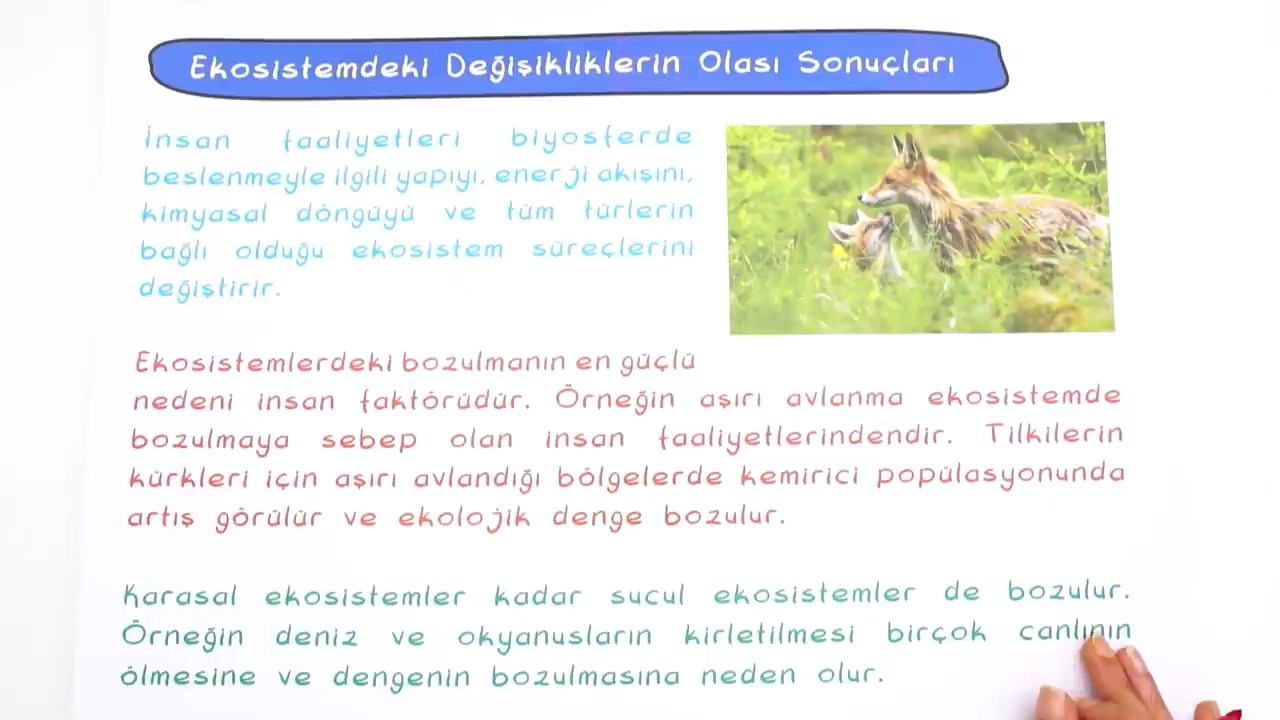 Ekosistemdeki Değişikliklerin Olası Sonuçları
İnsan faaliyetleri biyosferde
beslenmeyle ilgili yapıyı, enerji akışını,
kimyasal döngüyü ve tüm türlerin
bağlı olduğu ekosistem süreçlerini
değiştirir.
Ekosistemlerdeki bozulmanın en güçlü
nedeni insan faktörüdür. Örneğin aşırı avlanma ekosistemde
bozulmaya sebep olan insan faaliyetlerindendir. Tilkilerin
kürkleri için aşırı avlandığı bölgelerde kemirici popülasyonunda
artış görülür ve ekolojik denge bozulur.
Karasal ekosistemler kadar sucul ekosistemler de bozulur.
Örneğin deniz ve okyanusların kirletilmesi birçok canlının
ölmesine ve dengenin bozulmasına neden olur.